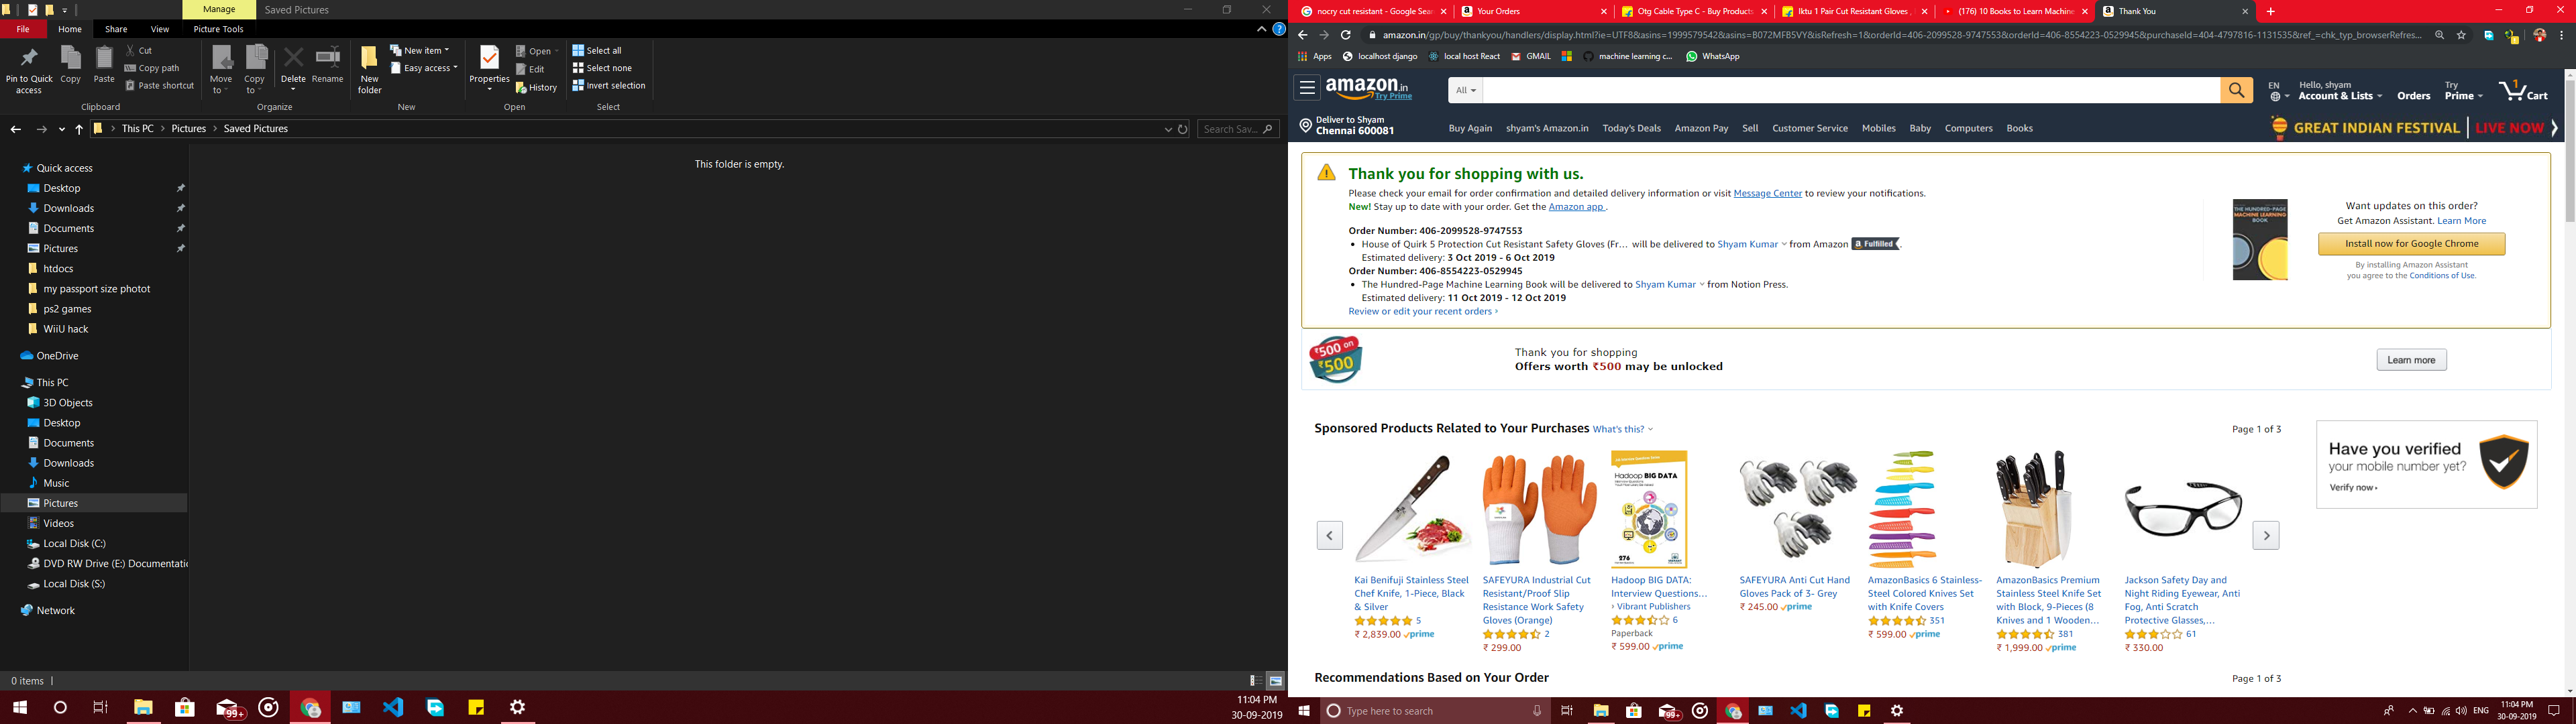 Manage
Saved Pictures
File
Home
Share
View
Picture Tools
Pin to Quick access
Copy
Paste
Cut
Copy path
Paste shortcut
Move to
Copy to
Delete
Rename
New folder
New item
Easy access
Properties
Open
Edit
History
Select all
Select none
Invert selection
Clipboard
Organize
New
Open
Select
This PC > Pictures > Saved Pictures
Search Sav...
This folder is empty.
Quick access
Desktop
Downloads
Documents
Pictures
htdocs
my passport size photot
ps2 games
WiiU hack
OneDrive
This PC
3D Objects
Desktop
Documents
Downloads
Music
Pictures
Videos
Local Disk (C:)
DVD RW Drive (E:) Documentatic
Local Disk (S:)
Network
0 items
99+
11:04 PM
30-09-2019
nocry cut resistant - Google Sear
Your Orders
Otg Cable Type C - Buy Products
Iktu 1 Pair Cut Resistant Gloves ,
(176) 10 Books to Learn Machine
Thank You
amazon.in/gp/buy/thankyou/handlers/display.html?ie=UTF8&asins=1999579542&asins=B072MFB5VY&isRefresh=1&orderId=406-2099528-9747553&orderId=406-8554223-0529945&purchaseId=404-4797816-1131535&ref_=chk_typ_browserRefres...
Apps
localhost django
local host React
GMAIL
machine learning c...
WhatsApp
amazon.in
Try Prime
All
EN
Hello, shyam
Account & Lists
Orders
Try
Prime
1
Cart
Deliver to Shyam
Chennai 600081
Buy Again
shyam's Amazon.in
Today's Deals
Amazon Pay
Sell
Customer Service
Mobiles
Baby
Computers
Books
GREAT INDIAN FESTIVAL | LIVE NOW
Thank you for shopping with us.
Please check your email for order confirmation and detailed delivery information or visit Message Center to review your notifications.
New! Stay up to date with your order. Get the Amazon app .
Order Number: 406-2099528-9747553
• House of Quirk 5 Protection Cut Resistant Safety Gloves (Fr... will be delivered to Shyam Kumar from Amazon a Fulfilled .
Estimated delivery: 3 Oct 2019 - 6 Oct 2019
Order Number: 406-8554223-0529945
• The Hundred-Page Machine Learning Book will be delivered to Shyam Kumar from Notion Press.
Estimated delivery: 11 Oct 2019 - 12 Oct 2019
Review or edit your recent orders ›
THE HUNDRED-PAGE
MACHINE LEARNING
BOOK
Want updates on this order?
Get Amazon Assistant. Learn More
Install now for Google Chrome
By installing Amazon Assistant
you agree to the Conditions of Use.
₹500 on
₹500
Thank you for shopping
Offers worth ₹500 may be unlocked
Learn more
Sponsored Products Related to Your Purchases What's this?
Page 1 of 3
Hadoop BIG DATA
276
Kai Benifuji Stainless Steel
Chef Knife, 1-Piece, Black
& Silver
5
₹ 2,839.00 prime
SAFEYURA Industrial Cut
Resistant/Proof Slip
Resistance Work Safety
Gloves (Orange)
2
₹ 299.00
Hadoop BIG DATA:
Interview Questions...
› Vibrant Publishers
6
Paperback
₹ 599.00 prime
SAFEYURA Anti Cut Hand
Gloves Pack of 3- Grey
₹ 245.00 prime
AmazonBasics 6 Stainless-
Steel Colored Knives Set
with Knife Covers
351
₹ 599.00 prime
AmazonBasics Premium
Stainless Steel Knife Set
with Block, 9-Pieces (8
Knives and 1 Wooden...
381
₹ 1,999.00 prime
Jackson Safety Day and
Night Riding Eyewear, Anti
Fog, Anti Scratch
Protective Glasses,...
61
₹ 330.00
Have you verified
your mobile number yet?
Verify now
Recommendations Based on Your Order
Page 1 of 3
Type here to search
99+
ENG
11:04 PM
30-09-2019